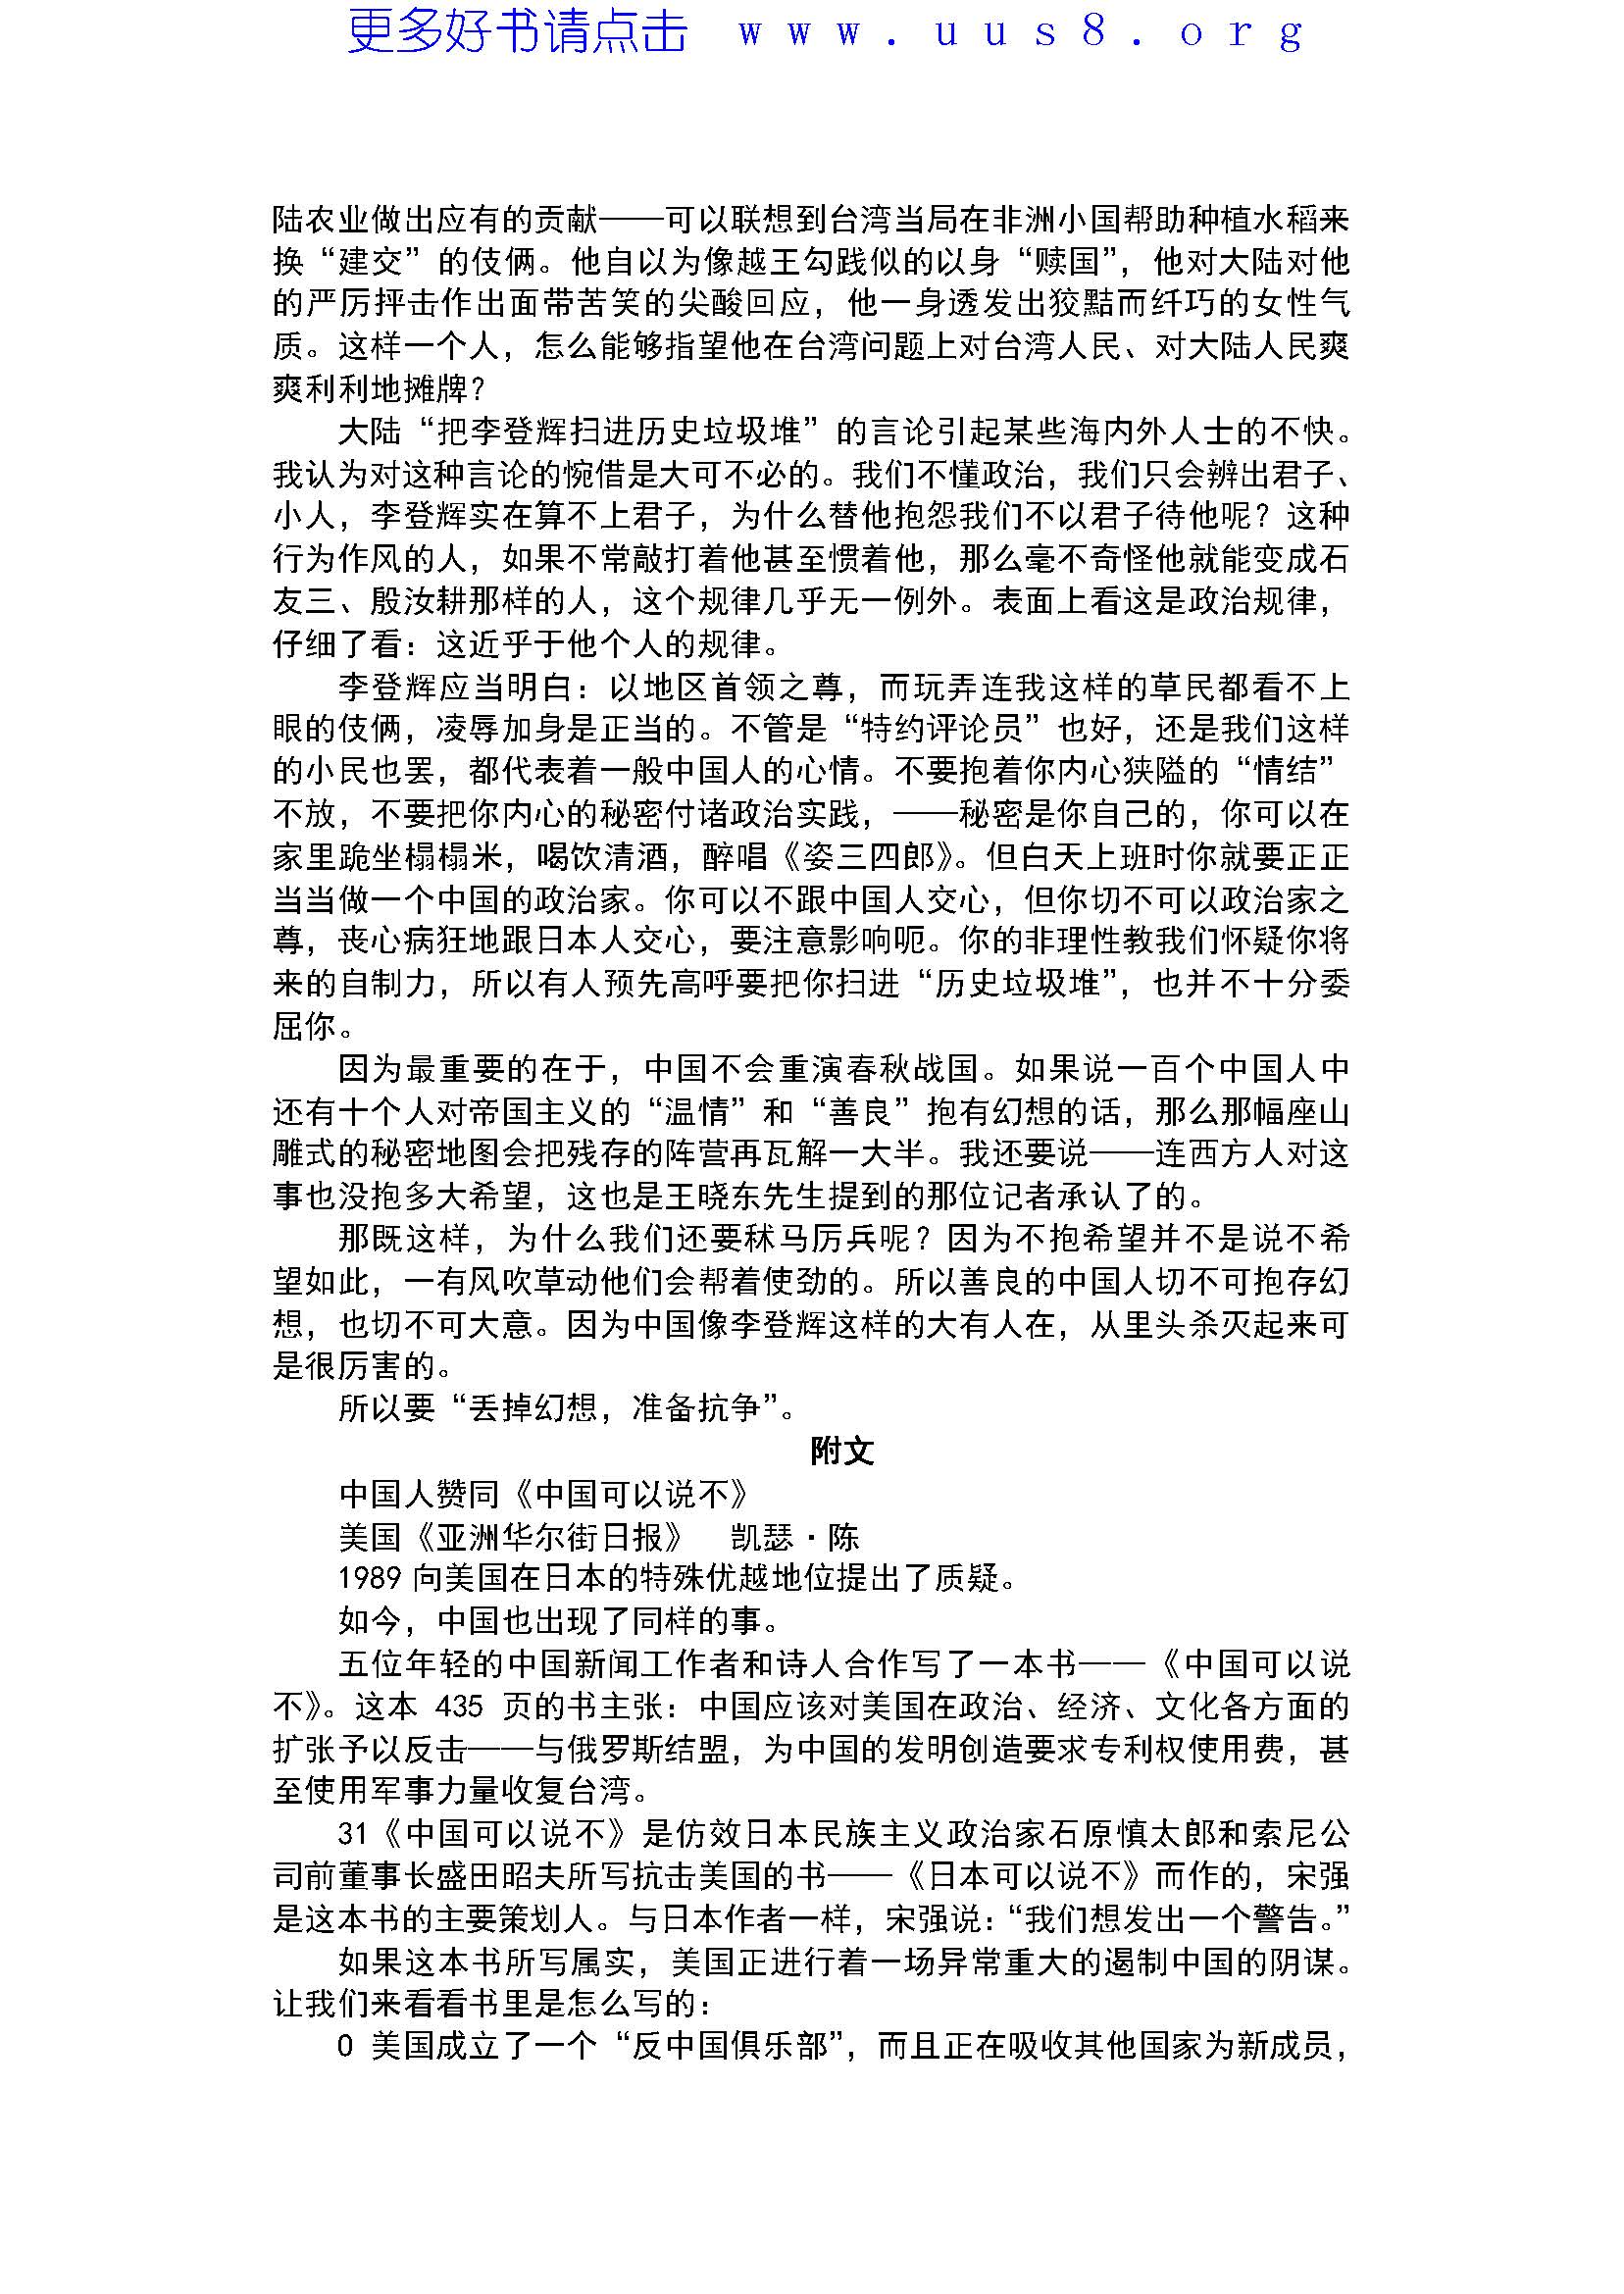 更多好书请点击 www.uus8.org
陆农业做出应有的贡献——可以联想到台湾当局在非洲小国帮助种植水稻来
换“建交”的伎俩。他自以为像越王勾践似的以身“赎国”，他对大陆对他
的严厉抨击作出面带苦笑的尖酸回应，他一身透发出狡黠而纤巧的女性气
质。这样一个人，怎么能够指望他在台湾问题上对台湾人民、对大陆人民爽
爽利利地摊牌？
大陆“把李登辉扫进历史垃圾堆”的言论引起某些海内外人士的不快。
我认为对这种言论的惋借是大可不必的。我们不懂政治，我们只会辨出君子、
小人，李登辉实在算不上君子，为什么替他抱怨我们不以君子待他呢？这种
行为作风的人，如果不常敲打着他甚至惯着他，那么毫不奇怪他就能变成石
友三、殷汝耕那样的人，这个规律几乎无一例外。表面上看这是政治规律，
仔细了看：这近乎于他个人的规律。
李登辉应当明白：以地区首领之尊，而玩弄连我这样的草民都看不上
眼的伎俩，凌辱加身是正当的。不管是“特约评论员”也好，还是我们这样
的小民也罢，都代表着一般中国人的心情。不要抱着你内心狭隘的“情结”
不放，不要把你内心的秘密付诸政治实践，——秘密是你自己的，你可以在
家里跪坐榻榻米，喝饮清酒，醉唱《姿三四郎》。但白天上班时你就要正正
当当做一个中国的政治家。你可以不跟中国人交心，但你切不可以政治家之
尊，丧心病狂地跟日本人交心，要注意影响呃。你的非理性教我们怀疑你将
来的自制力，所以有人预先高呼要把你扫进“历史垃圾堆”，也并不十分委
屈你。
因为最重要的在于，中国不会重演春秋战国。如果说一百个中国人中
还有十个人对帝国主义的“温情”和“善良”抱有幻想的话，那么那幅座山
雕式的秘密地图会把残存的阵营再瓦解一大半。我还要说——连西方人对这
事也没抱多大希望，这也是王晓东先生提到的那位记者承认了的。
那既这样，为什么我们还要秣马厉兵呢？因为不抱希望并不是说不希
望如此，一有风吹草动他们会帮着使劲的。所以善良的中国人切不可抱存幻
想，也切不可大意。因为中国像李登辉这样的大有人在，从里头杀灭起来可
是很厉害的。
所以要“丢掉幻想，准备抗争”。
附文
中国人赞同《中国可以说不》
美国《亚洲华尔街日报》 凯瑟·陈
1989 向美国在日本的特殊优越地位提出了质疑。
如今，中国也出现了同样的事。
五位年轻的中国新闻工作者和诗人合作写了一本书——《中国可以说
不》。这本 435 页的书主张：中国应该对美国在政治、经济、文化各方面的
扩张予以反击——与俄罗斯结盟，为中国的发明创造要求专利权使用费，甚
至使用军事力量收复台湾。
31《中国可以说不》是仿效日本民族主义政治家石原慎太郎和索尼公
司前董事长盛田昭夫所写抗击美国的书——《日本可以说不》而作的，宋强
是这本书的主要策划人。与日本作者一样，宋强说：“我们想发出一个警告。”
如果这本书所写属实，美国正进行着一场异常重大的遏制中国的阴谋。
让我们来看看书里是怎么写的：
0 美国成立了一个“反中国俱乐部”，而且正在吸收其他国家为新成员，